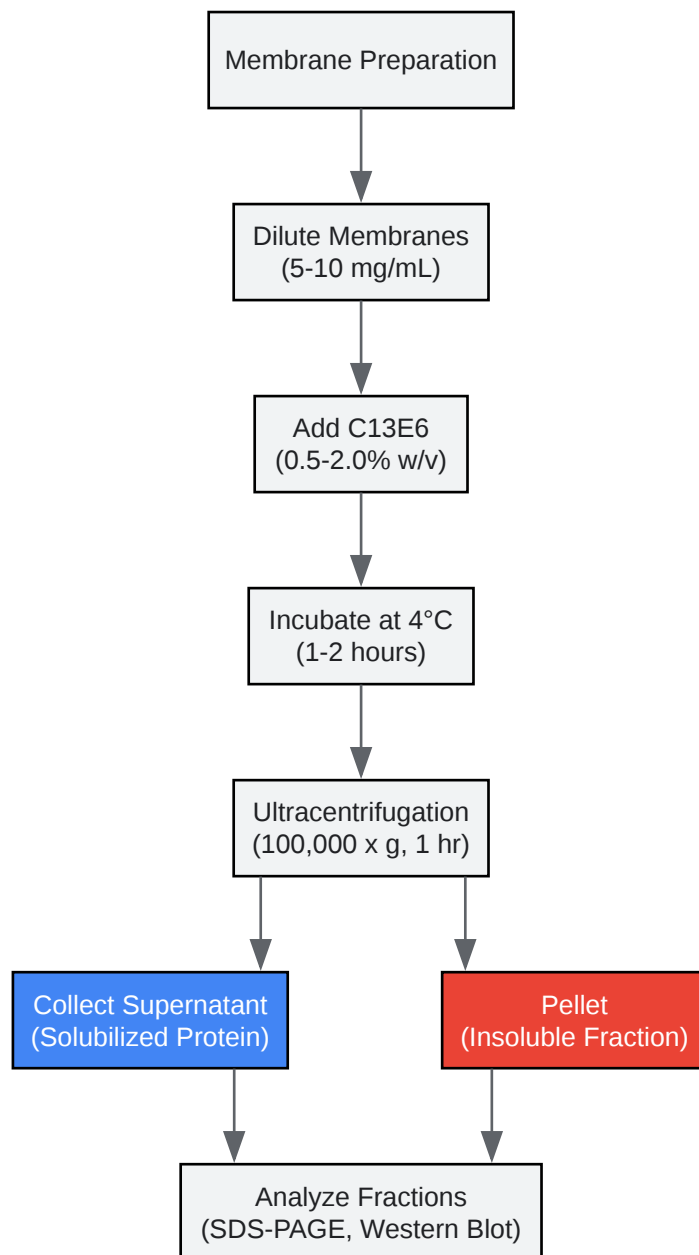 Membrane Preparation
Dilute Membranes
(5-10 mg/mL)
Add C13E6
(0.5-2.0% w/v)
Incubate at 4°C
(1-2 hours)
Ultracentrifugation
(100,000 x g, 1 hr)
Collect Supernatant
(Solubilized Protein)
Pellet
(Insoluble Fraction)
Analyze Fractions
(SDS-PAGE, Western Blot)